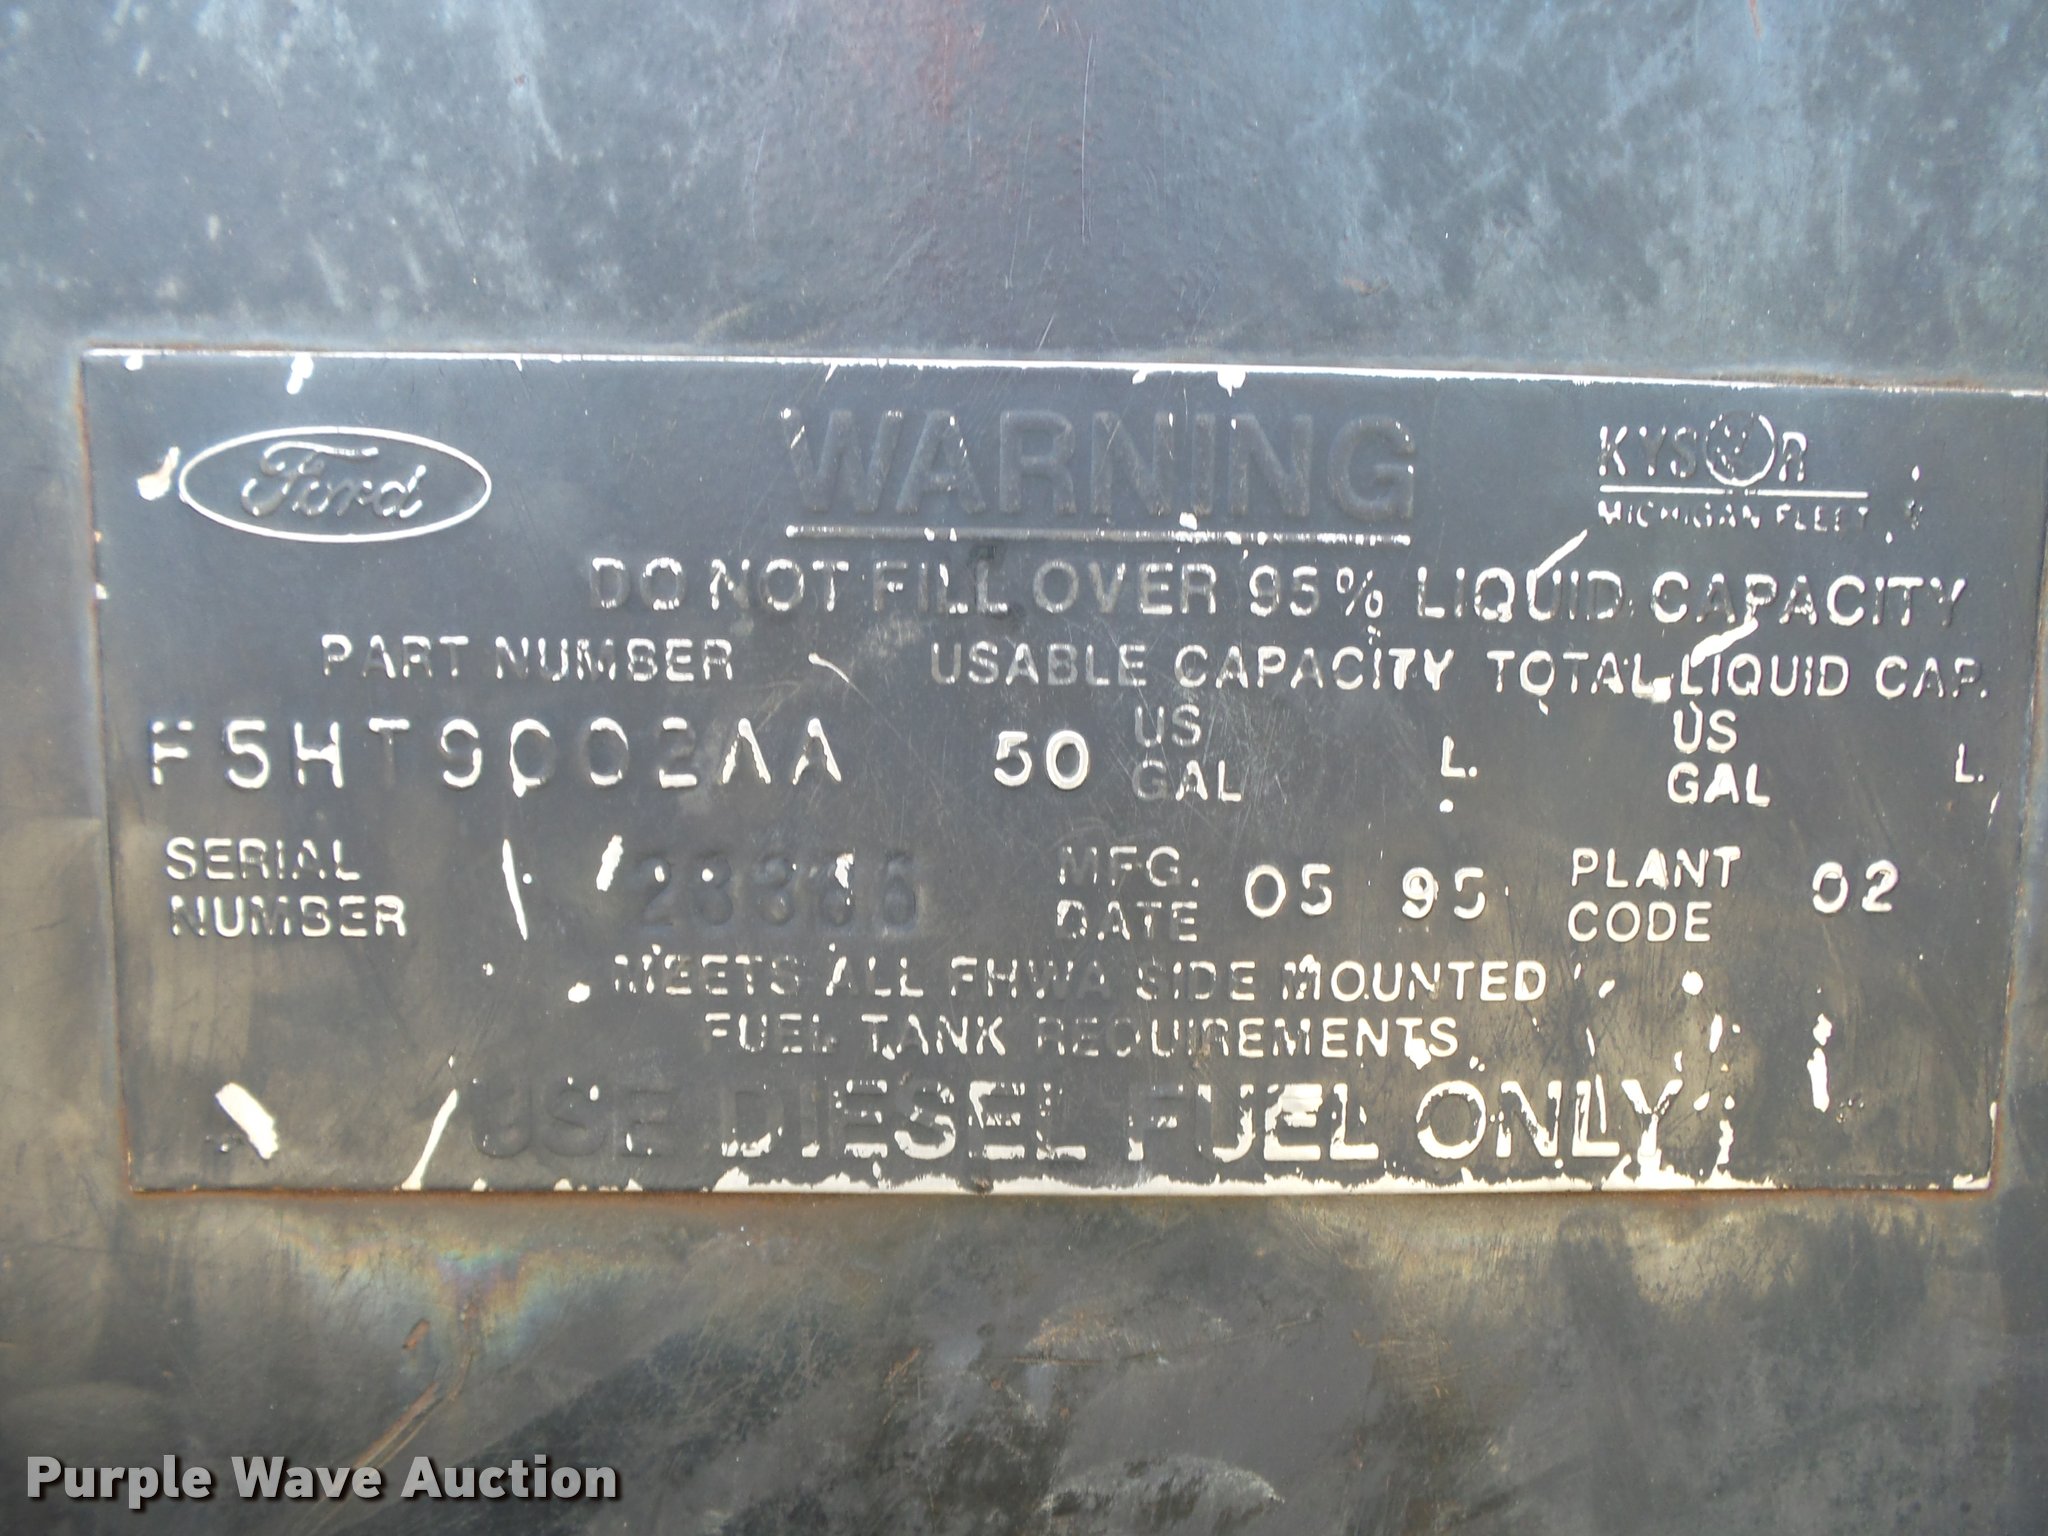 Ford
WARNING
KYSOR
MICHIGAN FLEET
DO NOT FILL OVER 95% LIQUID CAPACITY
PART NUMBER USABLE CAPACITY TOTAL LIQUID CAP.
F5HT9002AA 50 US GAL L. US GAL L.
SERIAL NUMBER MFG. DATE 05 95 PLANT CODE 02
MEETS ALL FHWA SIDE MOUNTED
FUEL TANK REQUIREMENTS
USE DIESEL FUEL ONLY
Purple Wave Auction